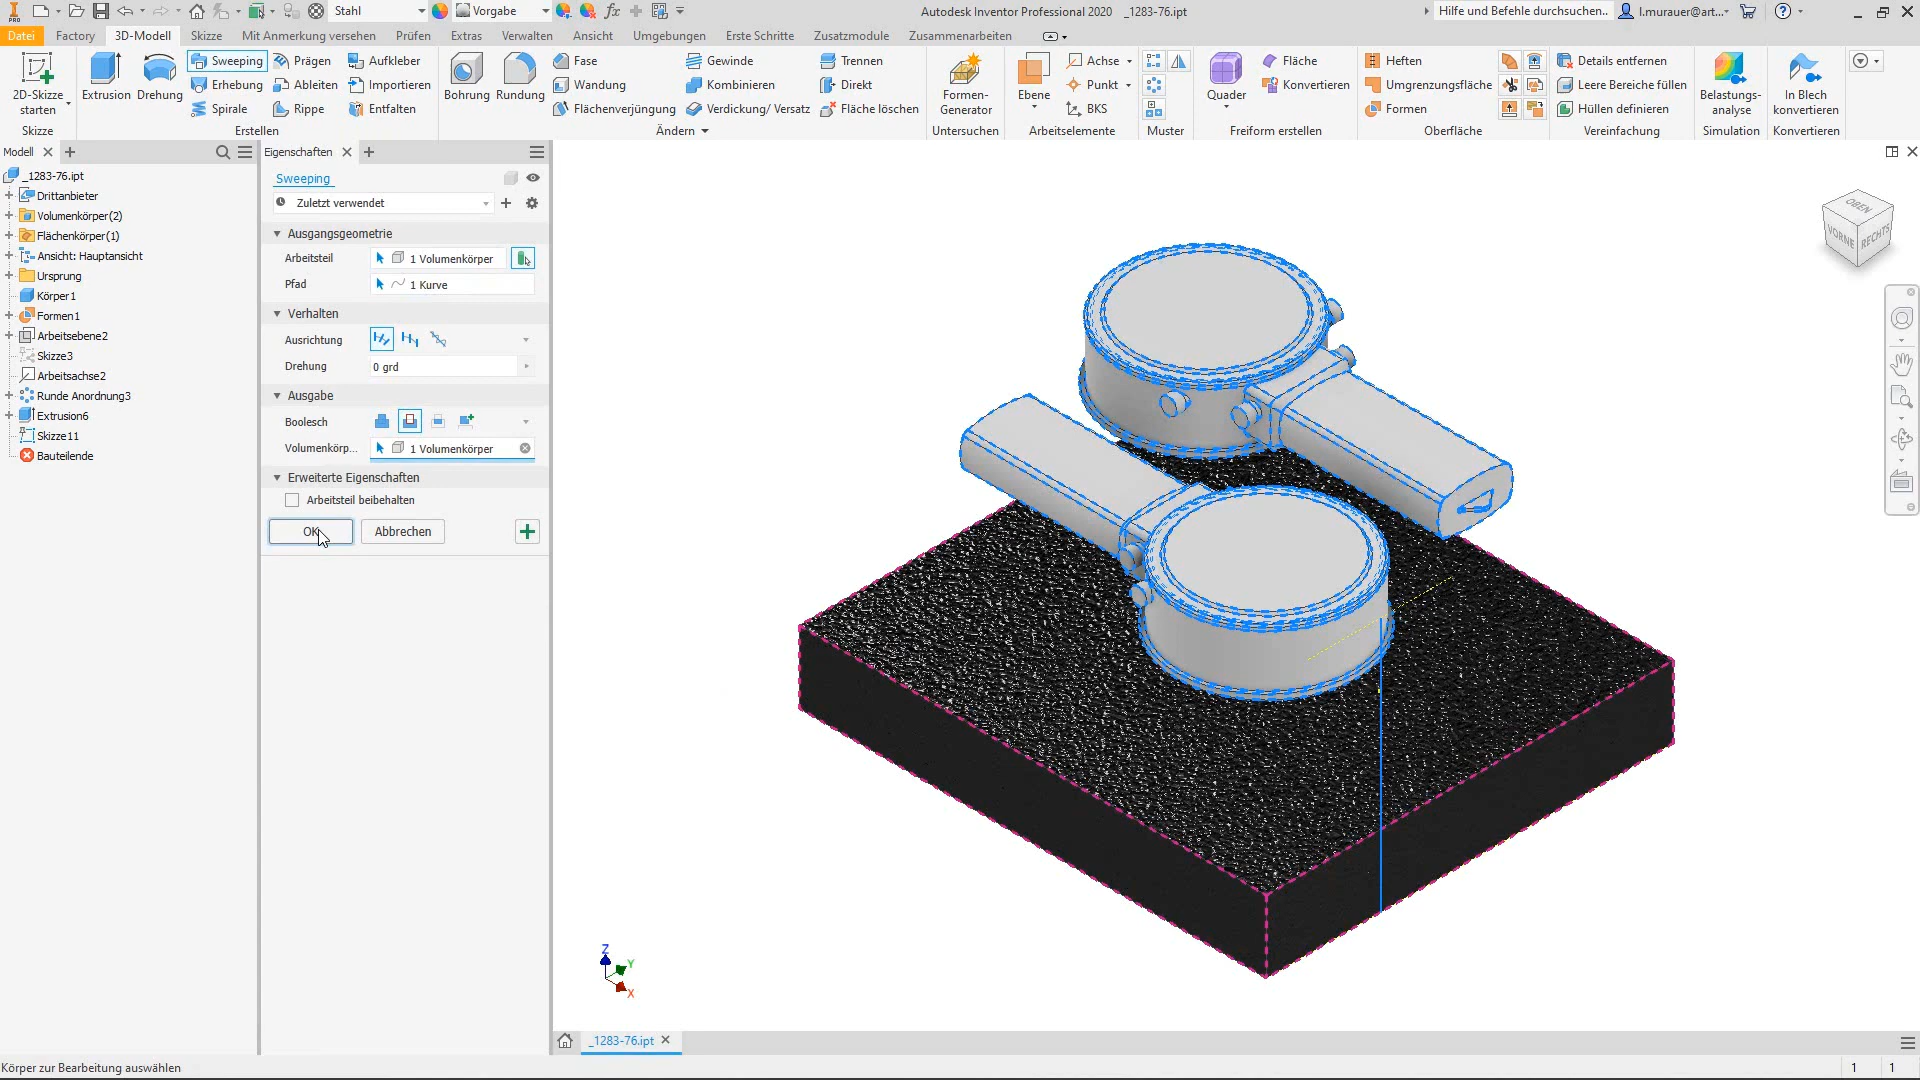 PRO
Stahl
Vorgabe
Autodesk Inventor Professional 2020 _1283-76.ipt
Hilfe und Befehle durchsuchen..
l.murauer@art...
Datei Factory 3D-Modell Skizze Mit Anmerkung versehen Prüfen Extras Verwalten Ansicht Umgebungen Erste Schritte Zusatzmodule Zusammenarbeiten
2D-Skizze
starten
Skizze
Extrusion
Drehung
Sweeping
Erhebung
Spirale
Prägen
Ableiten
Rippe
Aufkleber
Importieren
Entfalten
Erstellen
Bohrung
Rundung
Fase
Wandung
Flächenverjüngung
Gewinde
Kombinieren
Verdickung/ Versatz
Trennen
Direkt
Fläche löschen
Ändern
Formen-
Generator
Untersuchen
Ebene
Achse
Punkt
BKS
Arbeitselemente
Muster
Quader
Fläche
Konvertieren
Freiform erstellen
Heften
Umgrenzungsfläche
Formen
Oberfläche
Details entfernen
Leere Bereiche füllen
Hüllen definieren
Vereinfachung
Belastungs-
analyse
Simulation
In Blech
konvertieren
Konvertieren
Modell
_1283-76.ipt
Drittanbieter
Volumenkörper(2)
Flächenkörper(1)
Ansicht: Hauptansicht
Ursprung
Körper1
Formen1
Arbeitsebene2
Skizze3
Arbeitsachse2
Runde Anordnung3
Extrusion6
Skizze11
Bauteilende
Eigenschaften
Sweeping
Zuletzt verwendet
Ausgangsgeometrie
Arbeitsteil 1 Volumenkörper
Pfad 1 Kurve
Verhalten
Ausrichtung
Drehung 0 grd
Ausgabe
Boolesch
Volumenkörp... 1 Volumenkörper
Erweiterte Eigenschaften
Arbeitsteil beibehalten
OK Abbrechen
OBEN
VORNE
RECHTS
Z
Y
X
_1283-76.ipt
Körper zur Bearbeitung auswählen
1 1